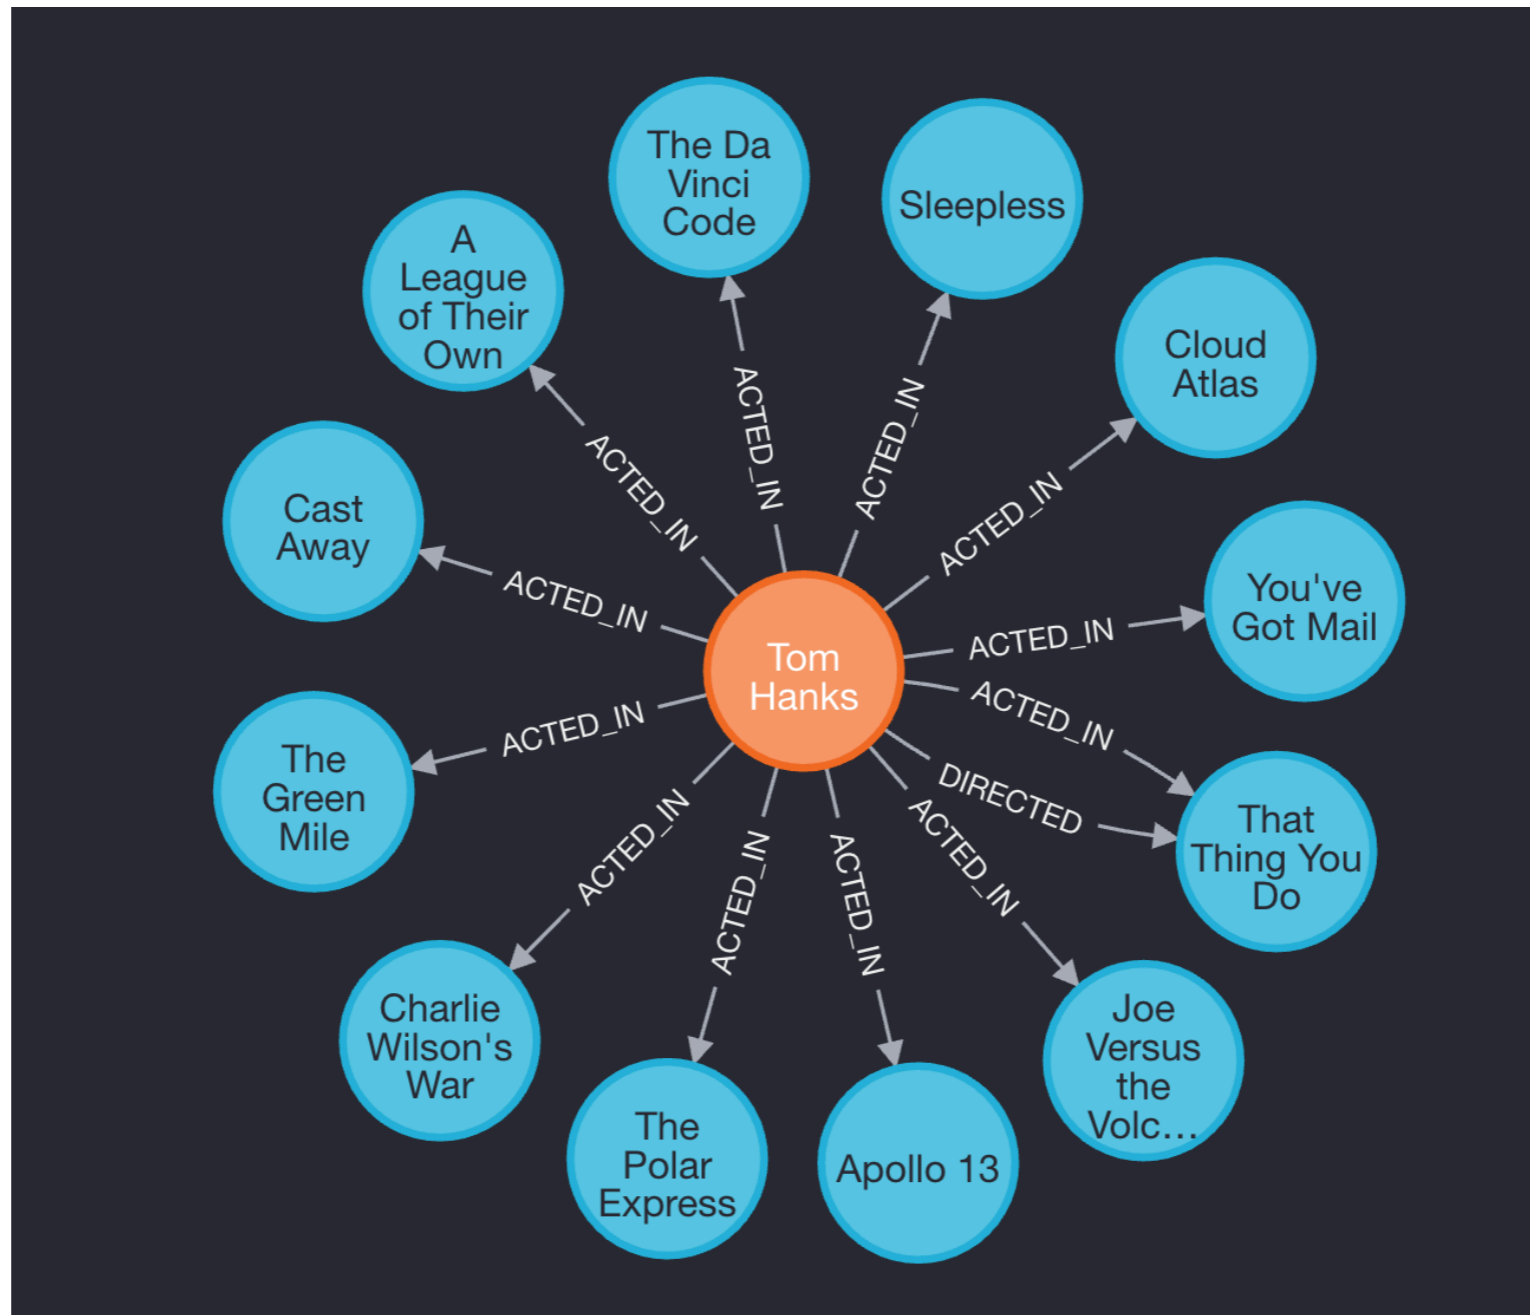 The Da
Vinci
Code
Sleepless
A
League
of Their
Own
Cloud
Atlas
ACTED_IN
ACTED_IN
ACTED_IN
ACTED_IN
Cast
Away
ACTED_IN
You've
Got Mail
ACTED_IN
Tom
Hanks
ACTED_IN
ACTED_IN
The
Green
Mile
DIRECTED
That
Thing You
Do
ACTED_IN
ACTED_IN
ACTED_IN
ACTED_IN
Charlie
Wilson's
War
Joe
Versus
the
Volc...
The
Polar
Express
Apollo 13